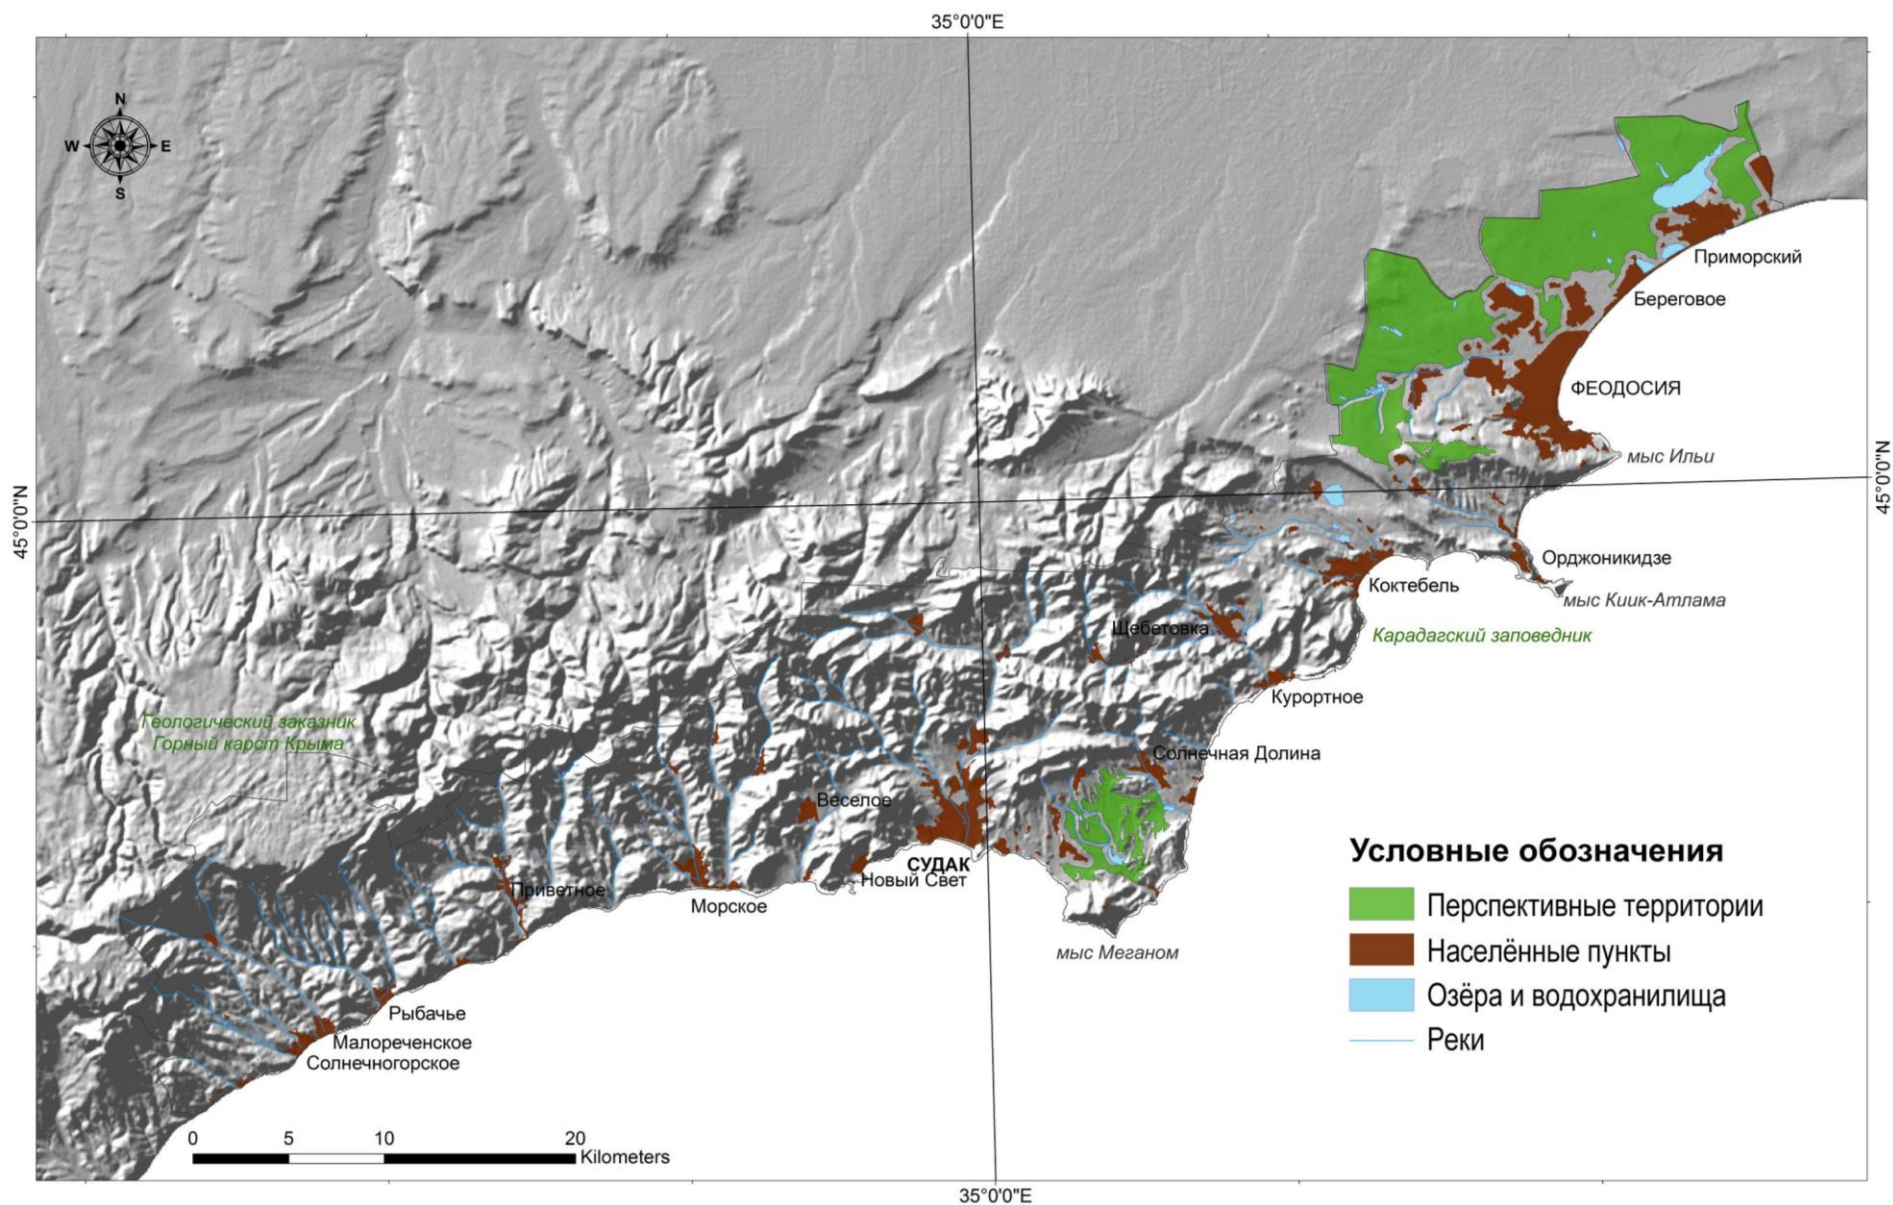 35°0'0"E
N
W E
S
Приморский
Береговое
ФЕОДОСИЯ
мыс Ильи
45°0'0"N
45°0'0"N
Орджоникидзе
Коктебель
мыс Киик-Атлама
Щебетовка
Карадагский заповедник
Курортное
Геологический заказник
Горный карст Крыма
Солнечная Долина
Веселое
СУДАК
Новый Свет
Приветное
Морское
мыс Меганом
Рыбачье
Малореченское
Солнечногорское
Условные обозначения
Перспективные территории
Населённые пункты
Озёра и водохранилища
Реки
0 5 10 20
Kilometers
35°0'0"E